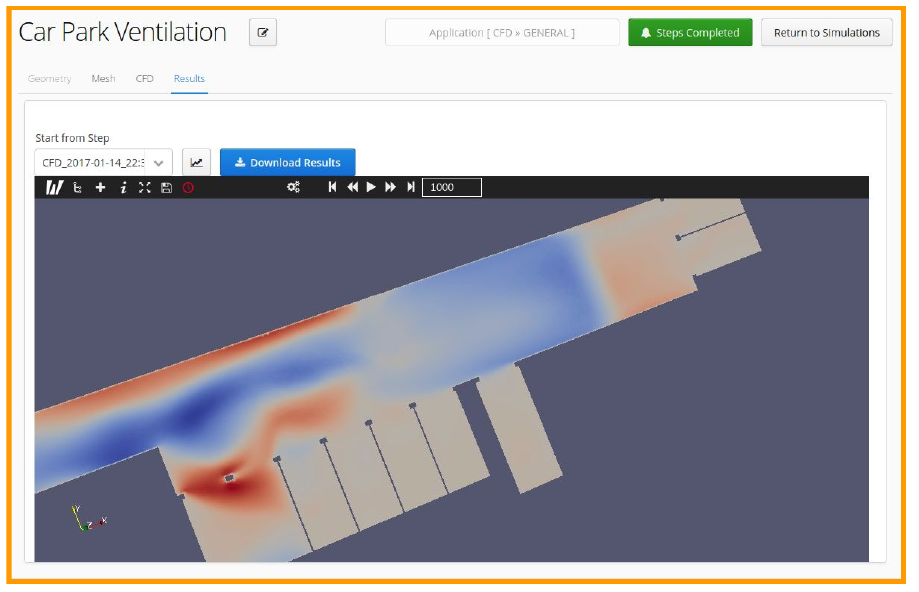 Car Park Ventilation
Application [ CFD » GENERAL ]
Steps Completed
Return to Simulations
Geometry Mesh CFD Results
Start from Step
CFD_2017-01-14_22:3
Download Results
1000
Y
Z X